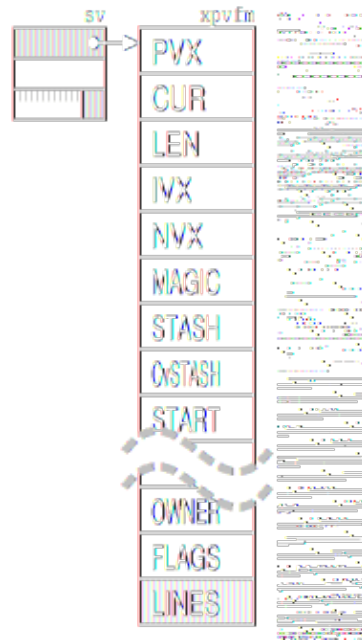 sv xpvfm
PVX
CUR
LEN
IVX
NVX
MAGIC
STASH
CvSTASH
START
OWNER
FLAGS
LINES